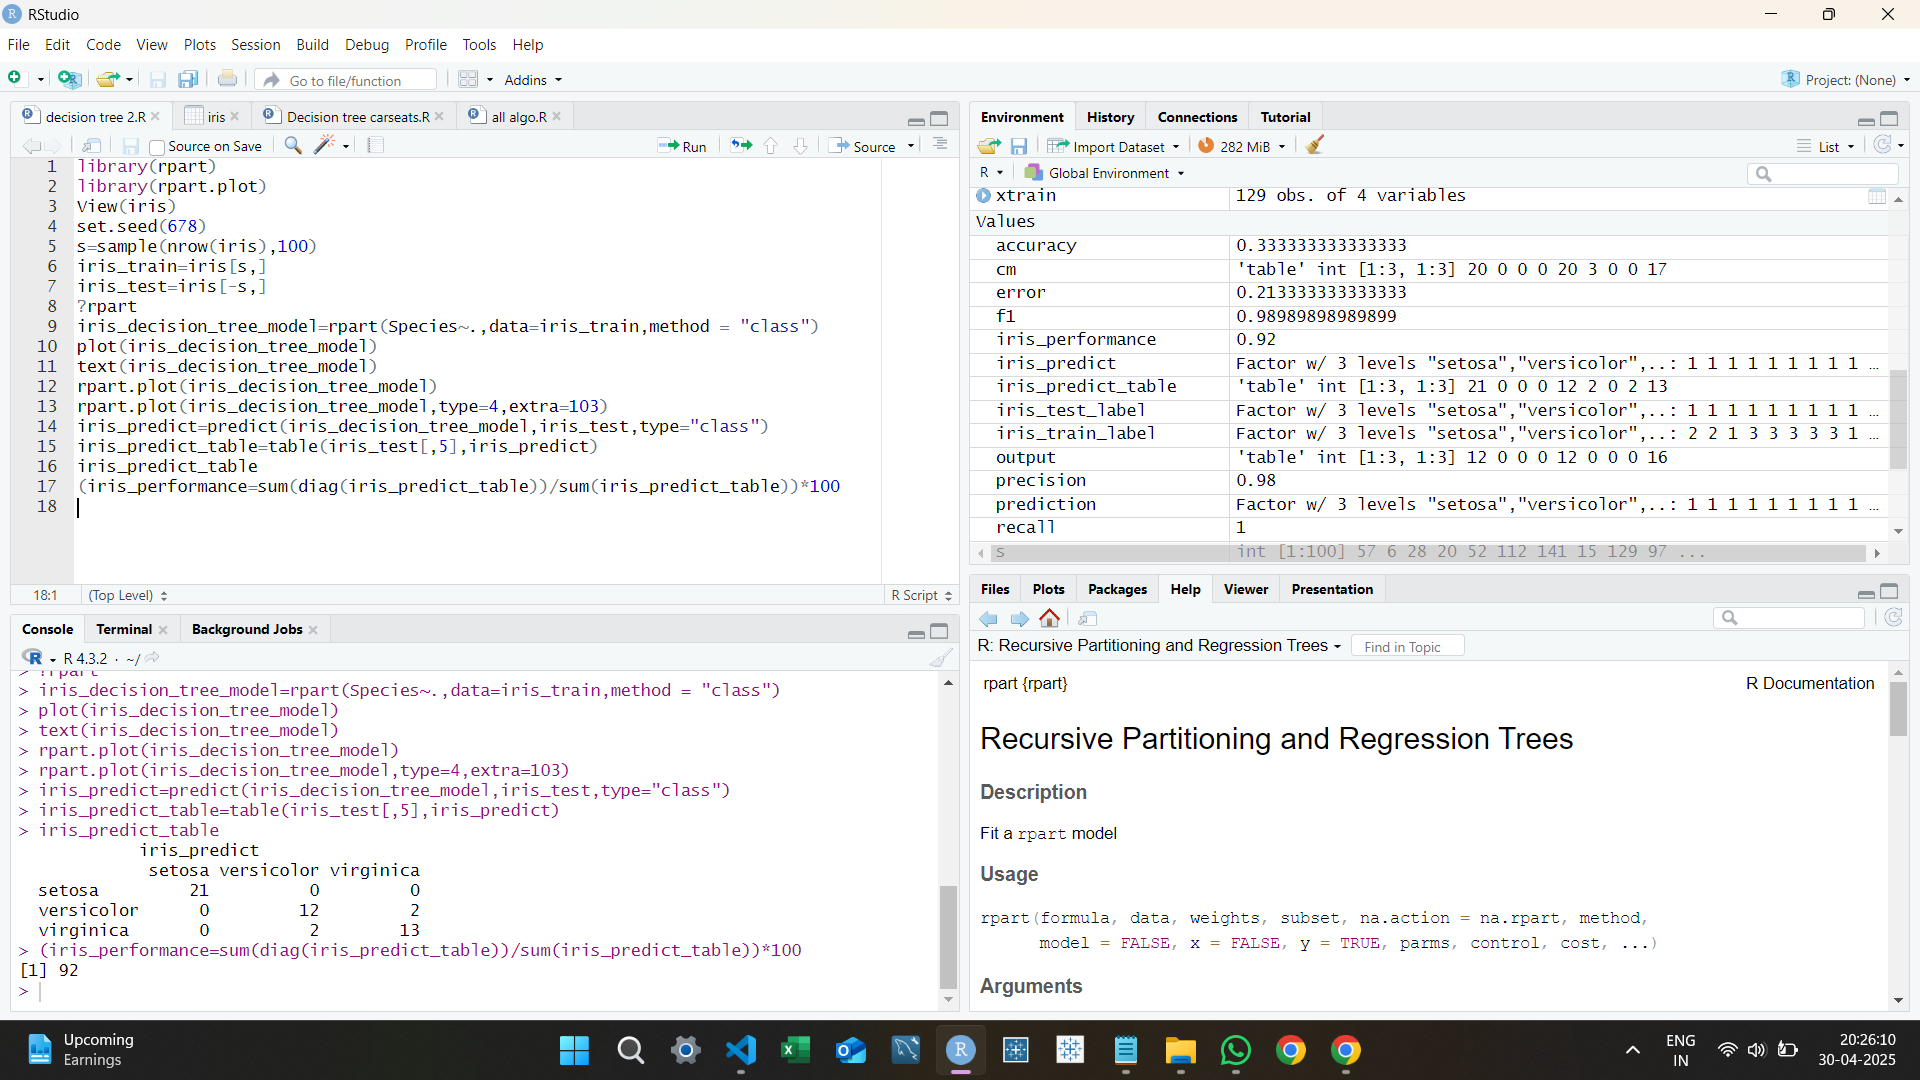 RStudio
File Edit Code View Plots Session Build Debug Profile Tools Help
Go to file/function Addins Project: (None)
decision tree 2.R iris Decision tree carseats.R all algo.R
Source on Save Run Source
1 library(rpart)
2 library(rpart.plot)
3 View(iris)
4 set.seed(678)
5 s=sample(nrow(iris),100)
6 iris_train=iris[s,]
7 iris_test=iris[-s,]
8 ?rpart
9 iris_decision_tree_model=rpart(Species~.,data=iris_train,method = "class")
10 plot(iris_decision_tree_model)
11 text(iris_decision_tree_model)
12 rpart.plot(iris_decision_tree_model)
13 rpart.plot(iris_decision_tree_model,type=4,extra=103)
14 iris_predict=predict(iris_decision_tree_model,iris_test,type="class")
15 iris_predict_table=table(iris_test[,5],iris_predict)
16 iris_predict_table
17 (iris_performance=sum(diag(iris_predict_table))/sum(iris_predict_table))*100
18
18:1 (Top Level) R Script
Console Terminal Background Jobs
R 4.3.2 · ~/
> ?rpart
> iris_decision_tree_model=rpart(Species~.,data=iris_train,method = "class")
> plot(iris_decision_tree_model)
> text(iris_decision_tree_model)
> rpart.plot(iris_decision_tree_model)
> rpart.plot(iris_decision_tree_model,type=4,extra=103)
> iris_predict=predict(iris_decision_tree_model,iris_test,type="class")
> iris_predict_table=table(iris_test[,5],iris_predict)
> iris_predict_table
iris_predict
setosa versicolor virginica
setosa 21 0 0
versicolor 0 12 2
virginica 0 2 13
> (iris_performance=sum(diag(iris_predict_table))/sum(iris_predict_table))*100
[1] 92
>
Environment History Connections Tutorial
Import Dataset 282 MiB List
R Global Environment
xtrain 129 obs. of 4 variables
Values
accuracy 0.333333333333333
cm 'table' int [1:3, 1:3] 20 0 0 0 20 3 0 0 17
error 0.213333333333333
f1 0.98989898989899
iris_performance 0.92
iris_predict Factor w/ 3 levels "setosa","versicolor",..: 1 1 1 1 1 1 1 1 1 ...
iris_predict_table 'table' int [1:3, 1:3] 21 0 0 0 12 2 0 2 13
iris_test_label Factor w/ 3 levels "setosa","versicolor",..: 1 1 1 1 1 1 1 1 1 ...
iris_train_label Factor w/ 3 levels "setosa","versicolor",..: 2 2 1 3 3 3 3 3 1 ...
output 'table' int [1:3, 1:3] 12 0 0 0 12 0 0 0 16
precision 0.98
prediction Factor w/ 3 levels "setosa","versicolor",..: 1 1 1 1 1 1 1 1 1 ...
recall 1
s int [1:100] 57 6 28 20 52 112 141 15 129 97 ...
Files Plots Packages Help Viewer Presentation
R: Recursive Partitioning and Regression Trees Find in Topic
rpart {rpart} R Documentation
Recursive Partitioning and Regression Trees
Description
Fit a rpart model
Usage
rpart(formula, data, weights, subset, na.action = na.rpart, method,
model = FALSE, x = FALSE, y = TRUE, parms, control, cost, ...)
Arguments
Upcoming
Earnings
ENG
IN
20:26:10
30-04-2025